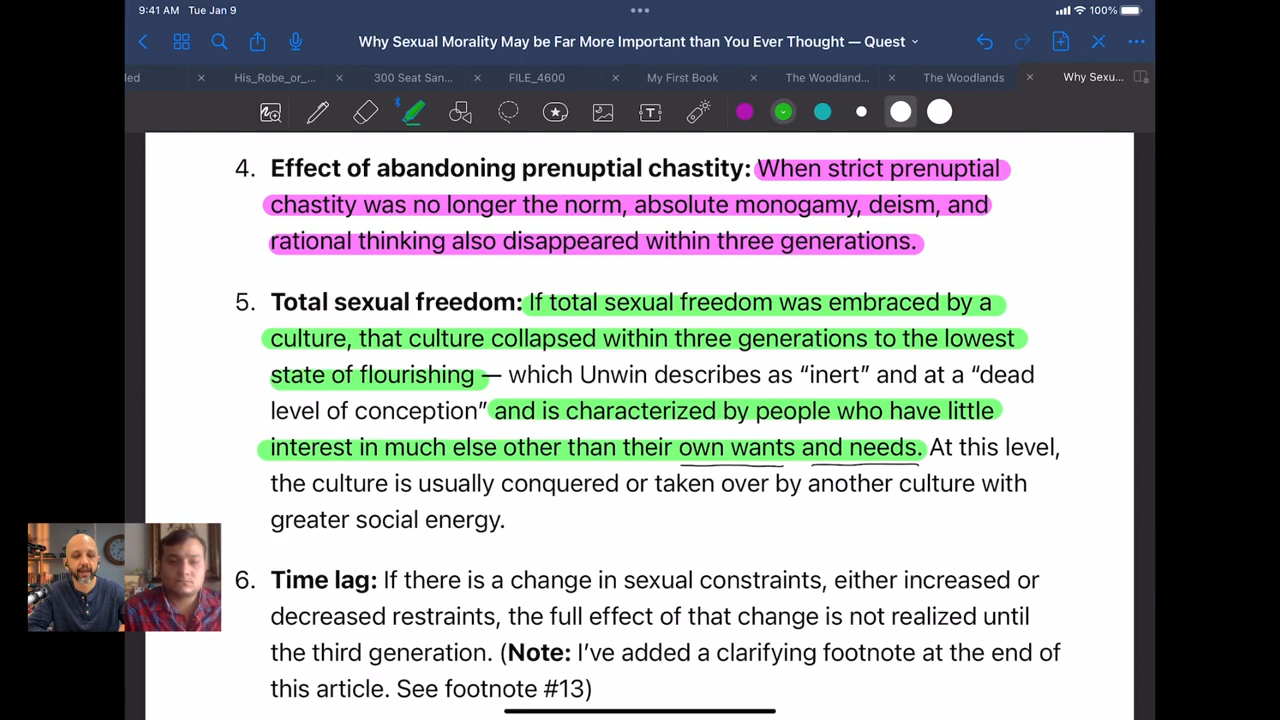 9:41 AM Tue Jan 9 100%
Why Sexual Morality May be Far More Important than You Ever Thought — Quest
led His_Robe_or_... 300 Seat San... FILE_4600 My First Book The Woodland... The Woodlands Why Sexu...
4. Effect of abandoning prenuptial chastity: When strict prenuptial
chastity was no longer the norm, absolute monogamy, deism, and
rational thinking also disappeared within three generations.
5. Total sexual freedom: If total sexual freedom was embraced by a
culture, that culture collapsed within three generations to the lowest
state of flourishing — which Unwin describes as “inert” and at a “dead
level of conception” and is characterized by people who have little
interest in much else other than their own wants and needs. At this level,
the culture is usually conquered or taken over by another culture with
greater social energy.
6. Time lag: If there is a change in sexual constraints, either increased or
decreased restraints, the full effect of that change is not realized until
the third generation. (Note: I’ve added a clarifying footnote at the end of
this article. See footnote #13)